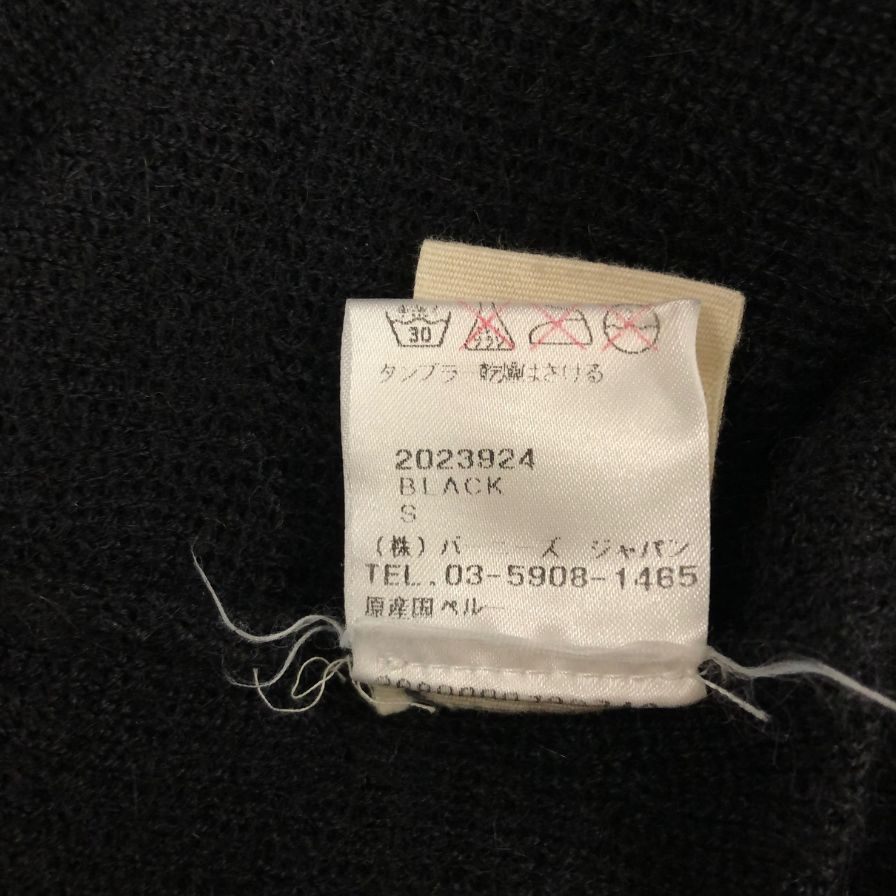 30
タンブラー乾燥はさける
2023924
BLACK
S
(株)バーニーズ ジャパン
TEL.03-5908-1465
原産国ペルー